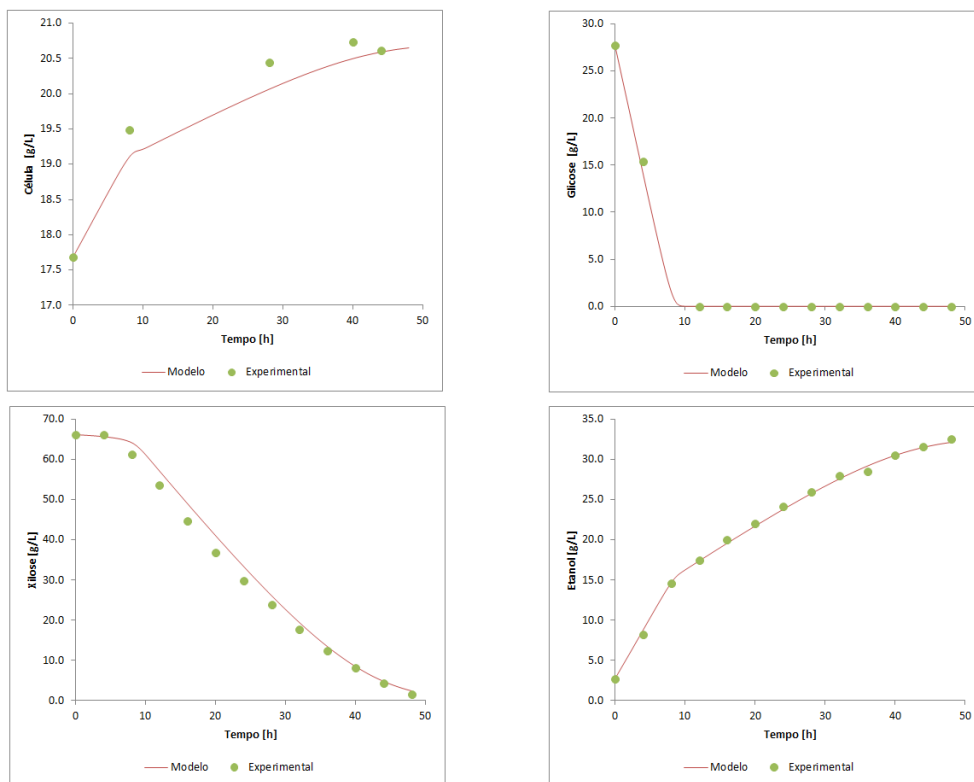 21.0
20.5
20.0
19.5
19.0
18.5
18.0
17.5
17.0
Célula [g/L]
0 10 20 30 40 50
Tempo [h]
Modelo Experimental
30.0
25.0
20.0
15.0
10.0
5.0
0.0
Glicose [g/L]
0 10 20 30 40 50
Tempo [h]
Modelo Experimental
70.0
60.0
50.0
40.0
30.0
20.0
10.0
0.0
Xilose [g/L]
0 10 20 30 40 50
Tempo [h]
Modelo Experimental
35.0
30.0
25.0
20.0
15.0
10.0
5.0
0.0
Etanol [g/L]
0 10 20 30 40 50
Tempo [h]
Modelo Experimental